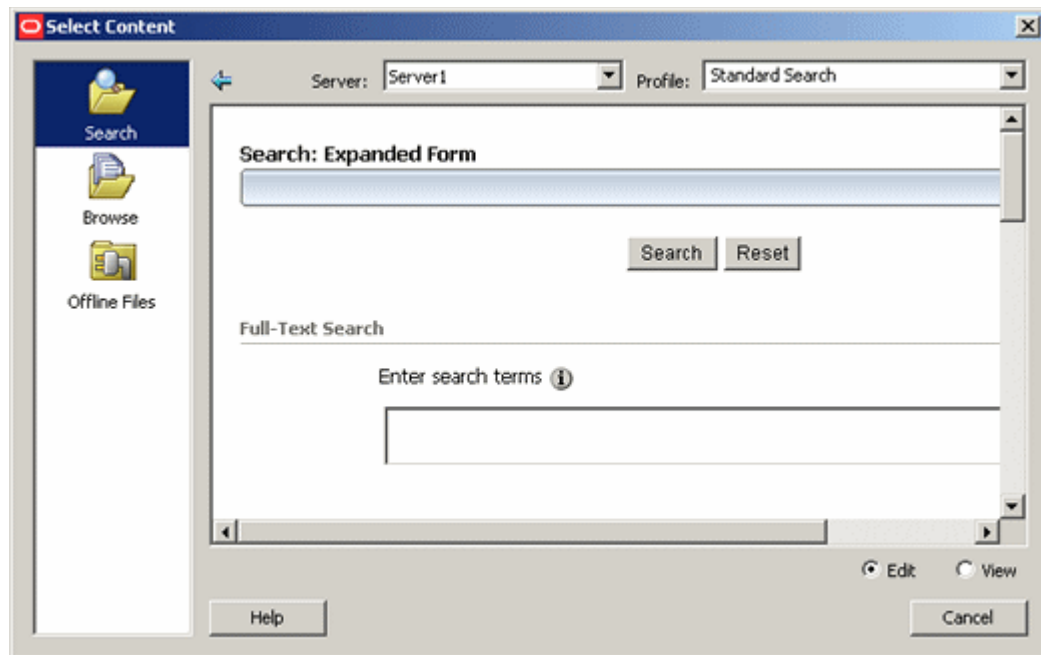 Select Content
Search
Browse
Offline Files
Server: Server1 Profile: Standard Search
Search: Expanded Form
Search Reset
Full-Text Search
Enter search terms
Edit View
Help Cancel